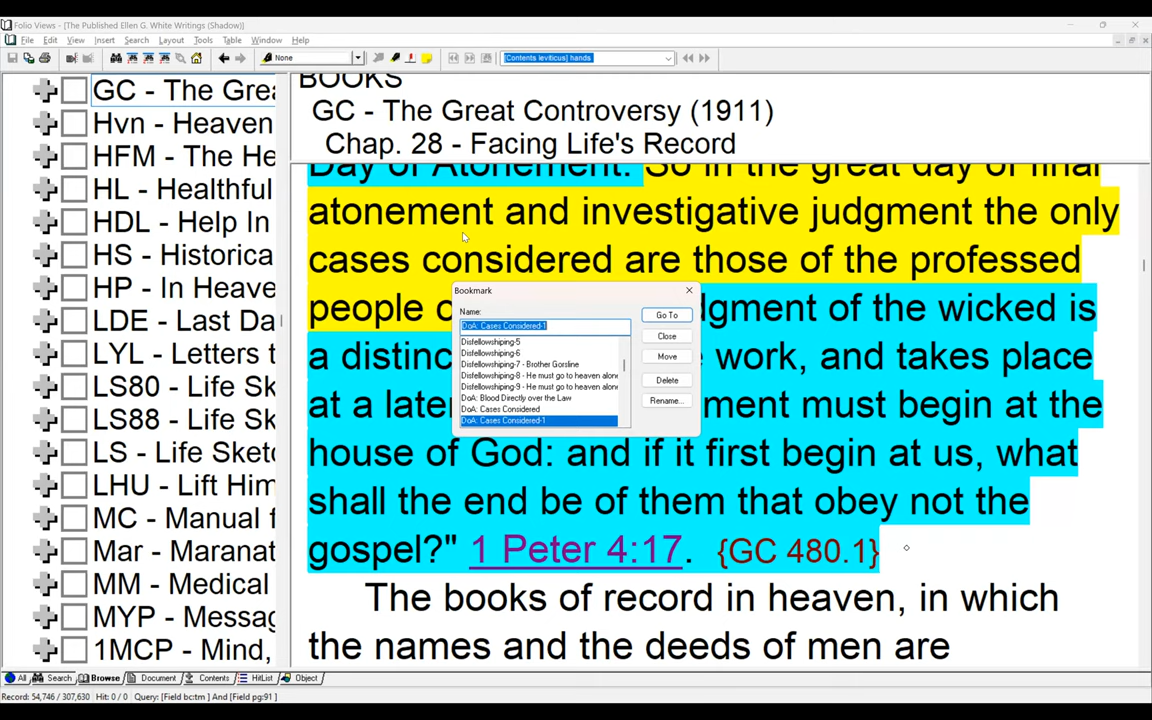 Folio Views - [The Published Ellen G. White Writings (Shadow)]
File Edit View Insert Search Layout Tools Table Window Help
None
[Contents leviticus] hands
GC - The Grea
Hvn - Heaven
HFM - The He
HL - Healthful
HDL - Help In
HS - Historica
HP - In Heave
LDE - Last Da
LYL - Letters t
LS80 - Life Sk
LS88 - Life Sk
LS - Life Sketc
LHU - Lift Him
MC - Manual f
Mar - Maranat
MM - Medical
MYP - Messag
1MCP - Mind,
BOOKS
GC - The Great Controversy (1911)
Chap. 28 - Facing Life's Record
Day of Atonement. So in the great day of final
atonement and investigative judgment the only
cases considered are those of the professed
people dgment of the wicked is
a distinc work, and takes place
at a later ment must begin at the
house of God: and if it first begin at us, what
shall the end be of them that obey not the
gospel?" 1 Peter 4:17. {GC 480.1}
The books of record in heaven, in which
the names and the deeds of men are
Bookmark
Name:
DoA: Cases Considered-1
Disfellowshiping-5
Disfellowshiping-6
Disfellowshiping-7 - Brother Gorsline
Disfellowshiping-8 - He must go to heaven alone
Disfellowshiping-9 - He must go to heaven alone
DoA: Blood Directly over the Law
DoA: Cases Considered
DoA: Cases Considered-1
Go To
Close
Move
Delete
Rename...
All Search Browse Document Contents HitList Object
Record: 54,746 / 307,630 Hit: 0 / 0 Query: [Field bc:tm ] And [Field pg:91 ]